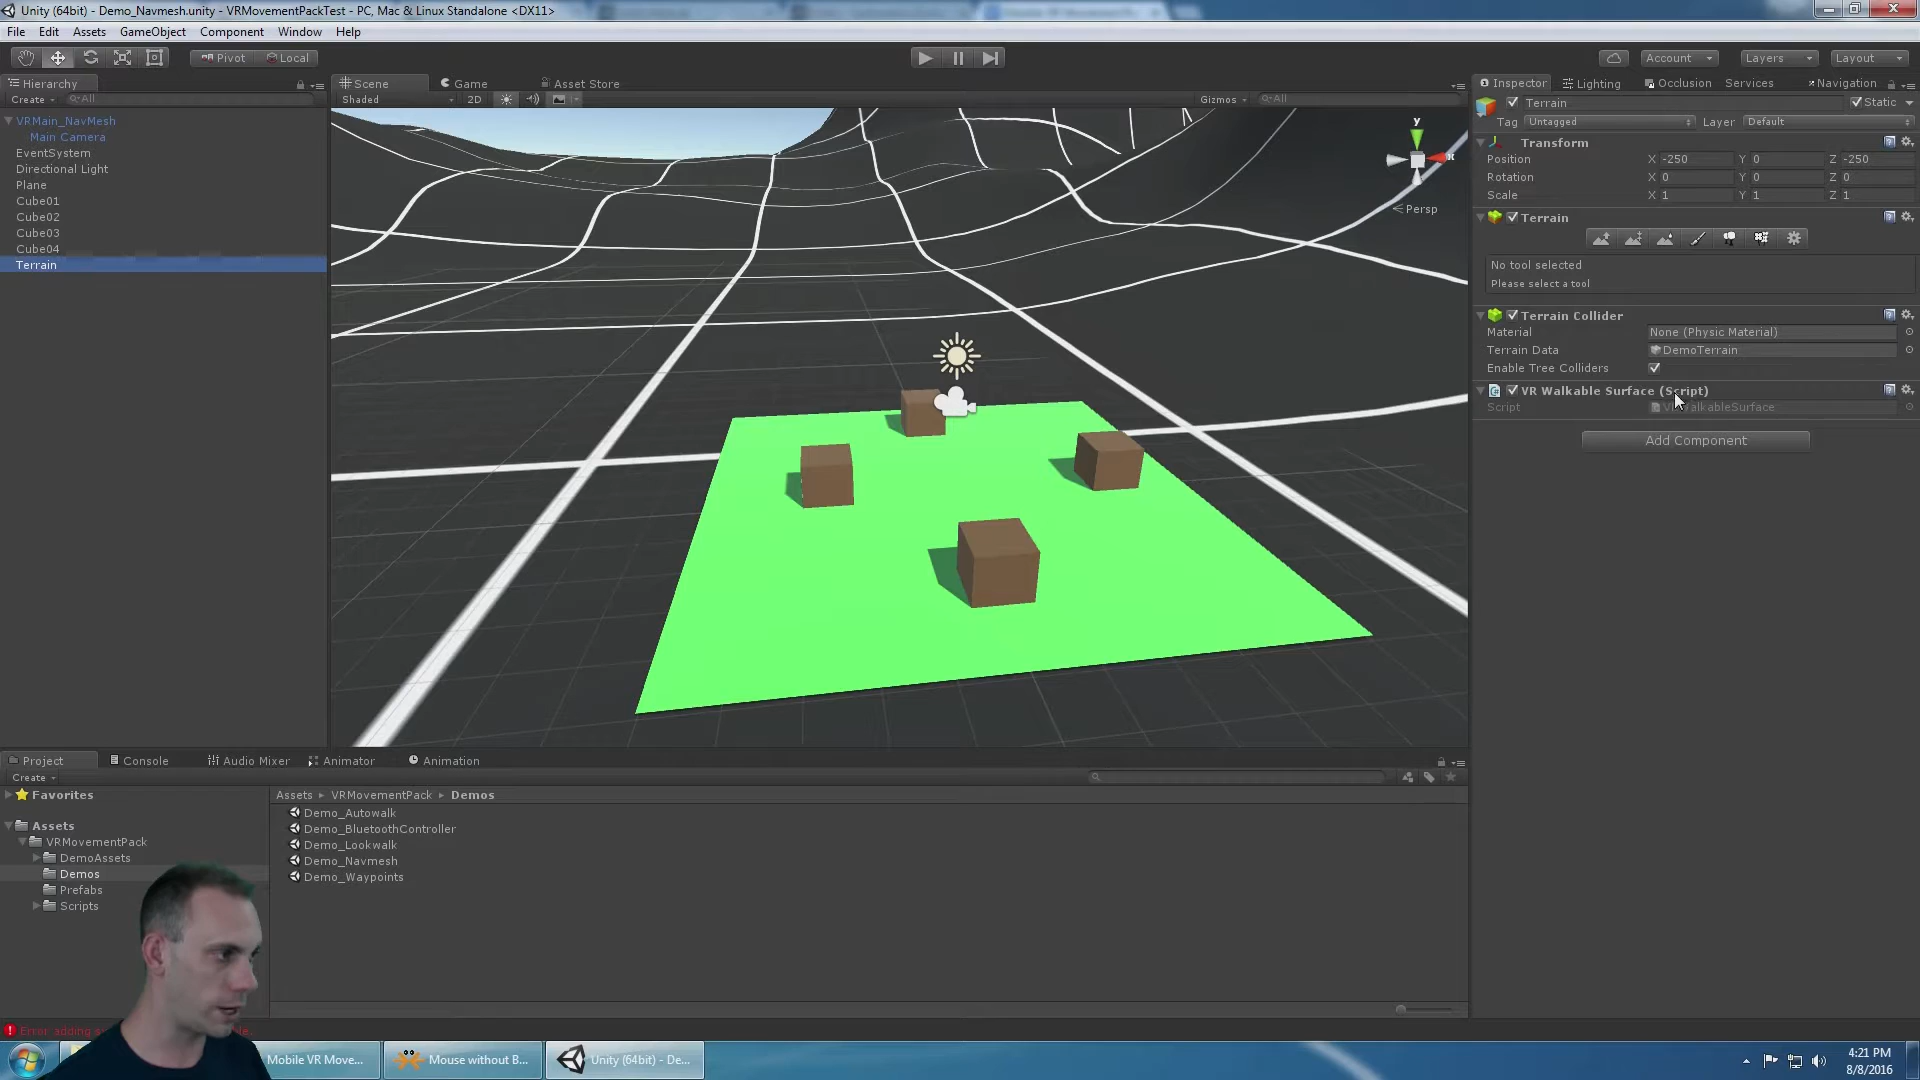 Unity (64bit) - Demo_Navmesh.unity - VRMovementPackTest - PC, Mac & Linux Standalone <DX11>
File Edit Assets GameObject Component Window Help
Pivot Local Account Layers Layout
Hierarchy Scene Game Asset Store Inspector Lighting Occlusion Services Navigation
Create All Shaded 2D Gizmos All
Terrain Static
Tag Untagged Layer Default
VRMain_NavMesh
Main Camera
EventSystem
Directional Light
Plane
Cube01
Cube02
Cube03
Cube04
Terrain
y
Persp
Transform
Position X -250 Y 0 Z -250
Rotation X 0 Y 0 Z 0
Scale X 1 Y 1 Z 1
Terrain
No tool selected
Please select a tool
Terrain Collider
Material None (Physic Material)
Terrain Data DemoTerrain
Enable Tree Colliders
VR Walkable Surface (Script)
Script
Add Component
Project Console Audio Mixer Animator Animation
Create
Favorites
Assets
VRMovementPack
DemoAssets
Demos
Prefabs
Scripts
Assets VRMovementPack Demos
Demo_Autowalk
Demo_BluetoothController
Demo_Lookwalk
Demo_Navmesh
Demo_Waypoints
Error adding
Mobile VR Move... Mouse without B... Unity (64bit) - De...
4:21 PM
8/8/2016